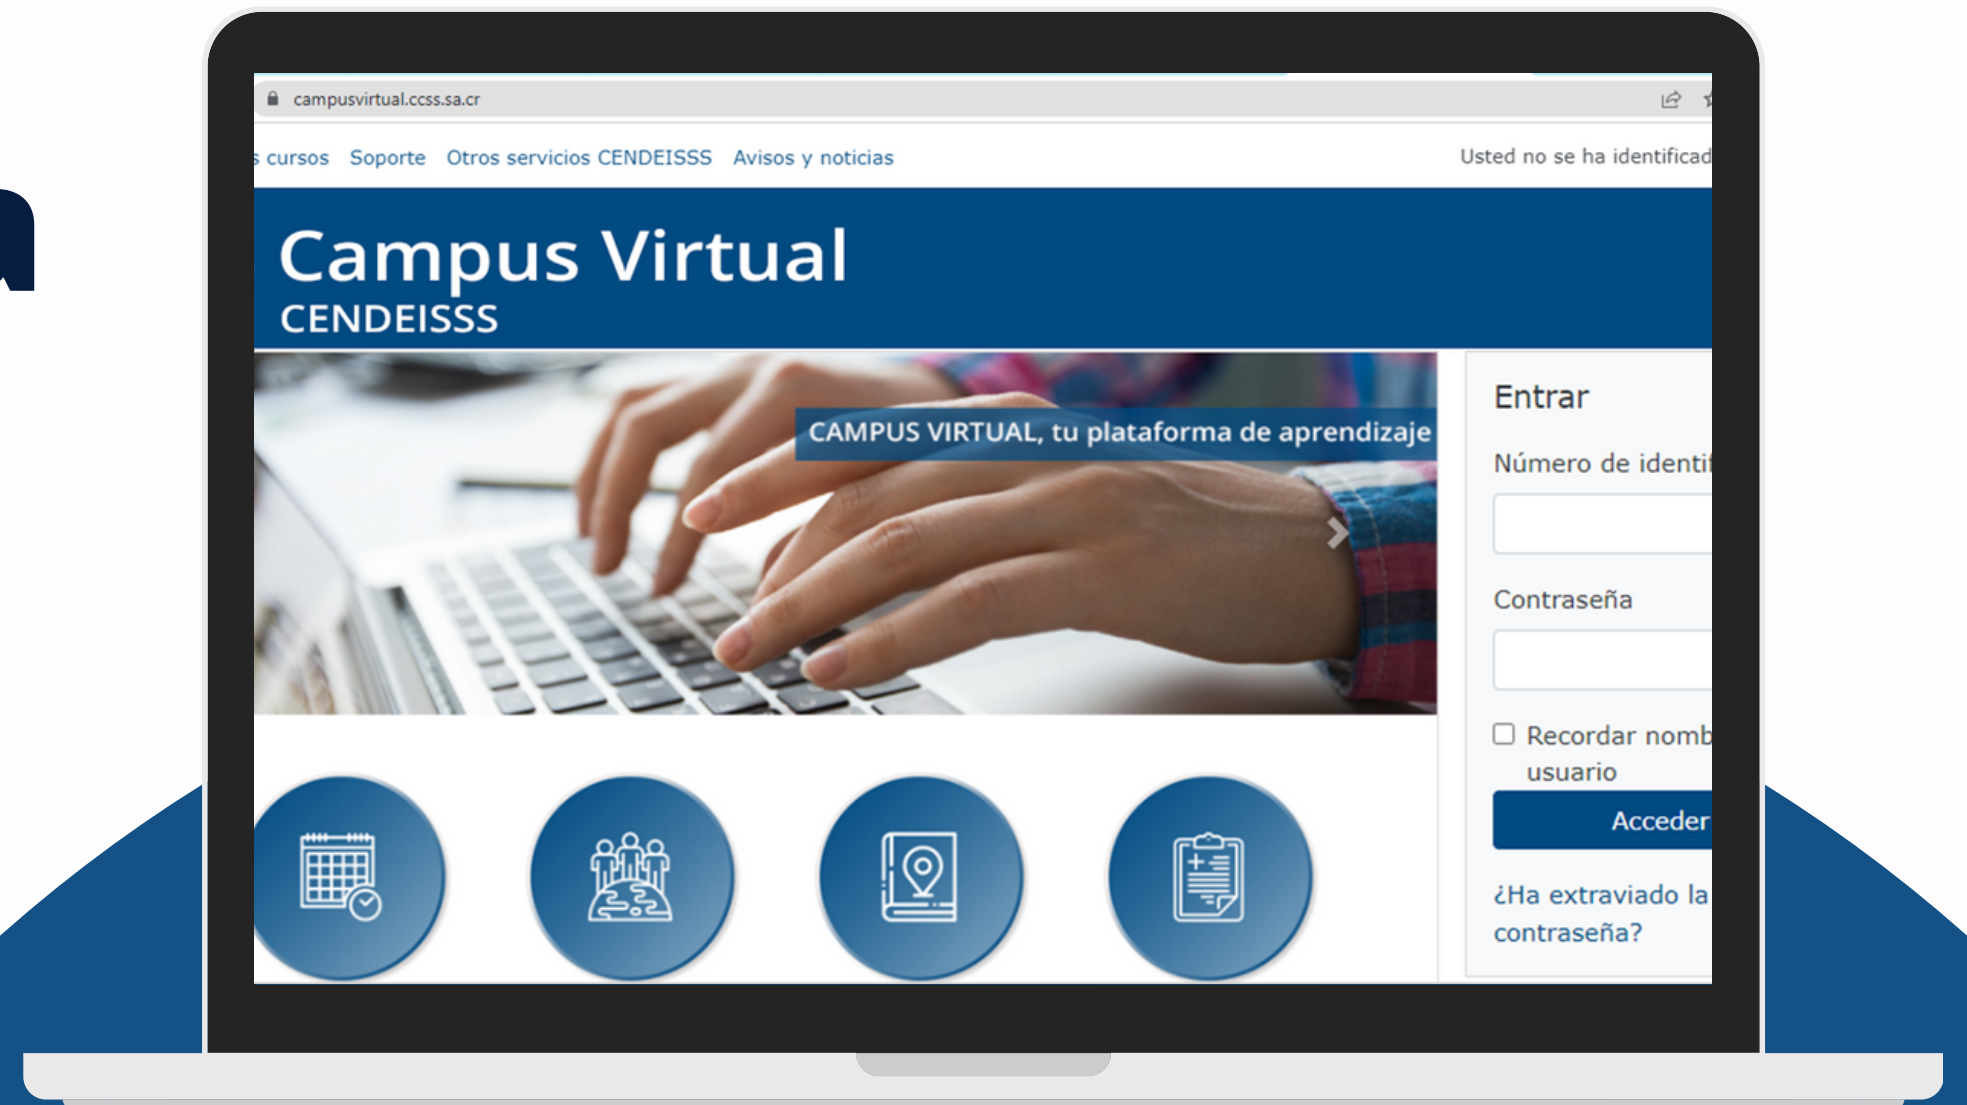 campusvirtual.ccss.sa.cr
s cursos Soporte Otros servicios CENDEISSS Avisos y noticias
Usted no se ha identificad
Campus Virtual
CENDEISSS
CAMPUS VIRTUAL, tu plataforma de aprendizaje
Entrar
Número de identif
Contraseña
Recordar nomb
usuario
Acceder
¿Ha extraviado la
contraseña?